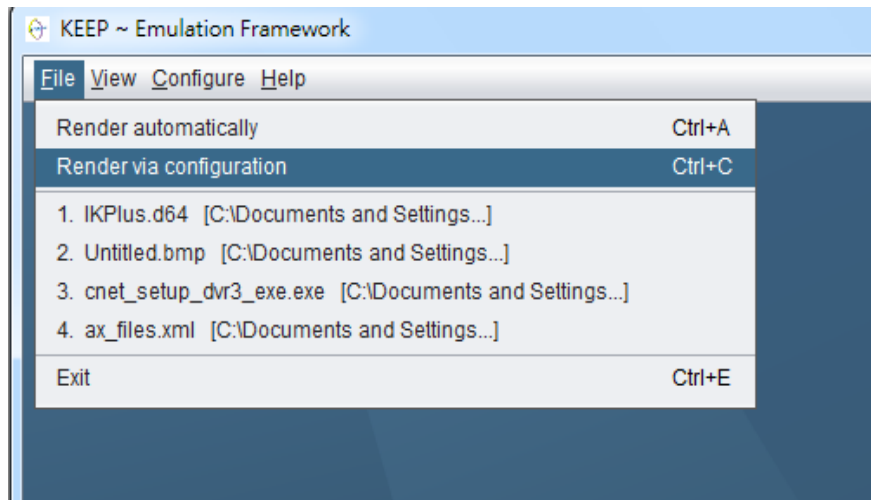 KEEP ~ Emulation Framework
File View Configure Help
Render automatically Ctrl+A
Render via configuration Ctrl+C
1. IKPlus.d64 [C:\Documents and Settings...]
2. Untitled.bmp [C:\Documents and Settings...]
3. cnet_setup_dvr3_exe.exe [C:\Documents and Settings...]
4. ax_files.xml [C:\Documents and Settings...]
Exit Ctrl+E